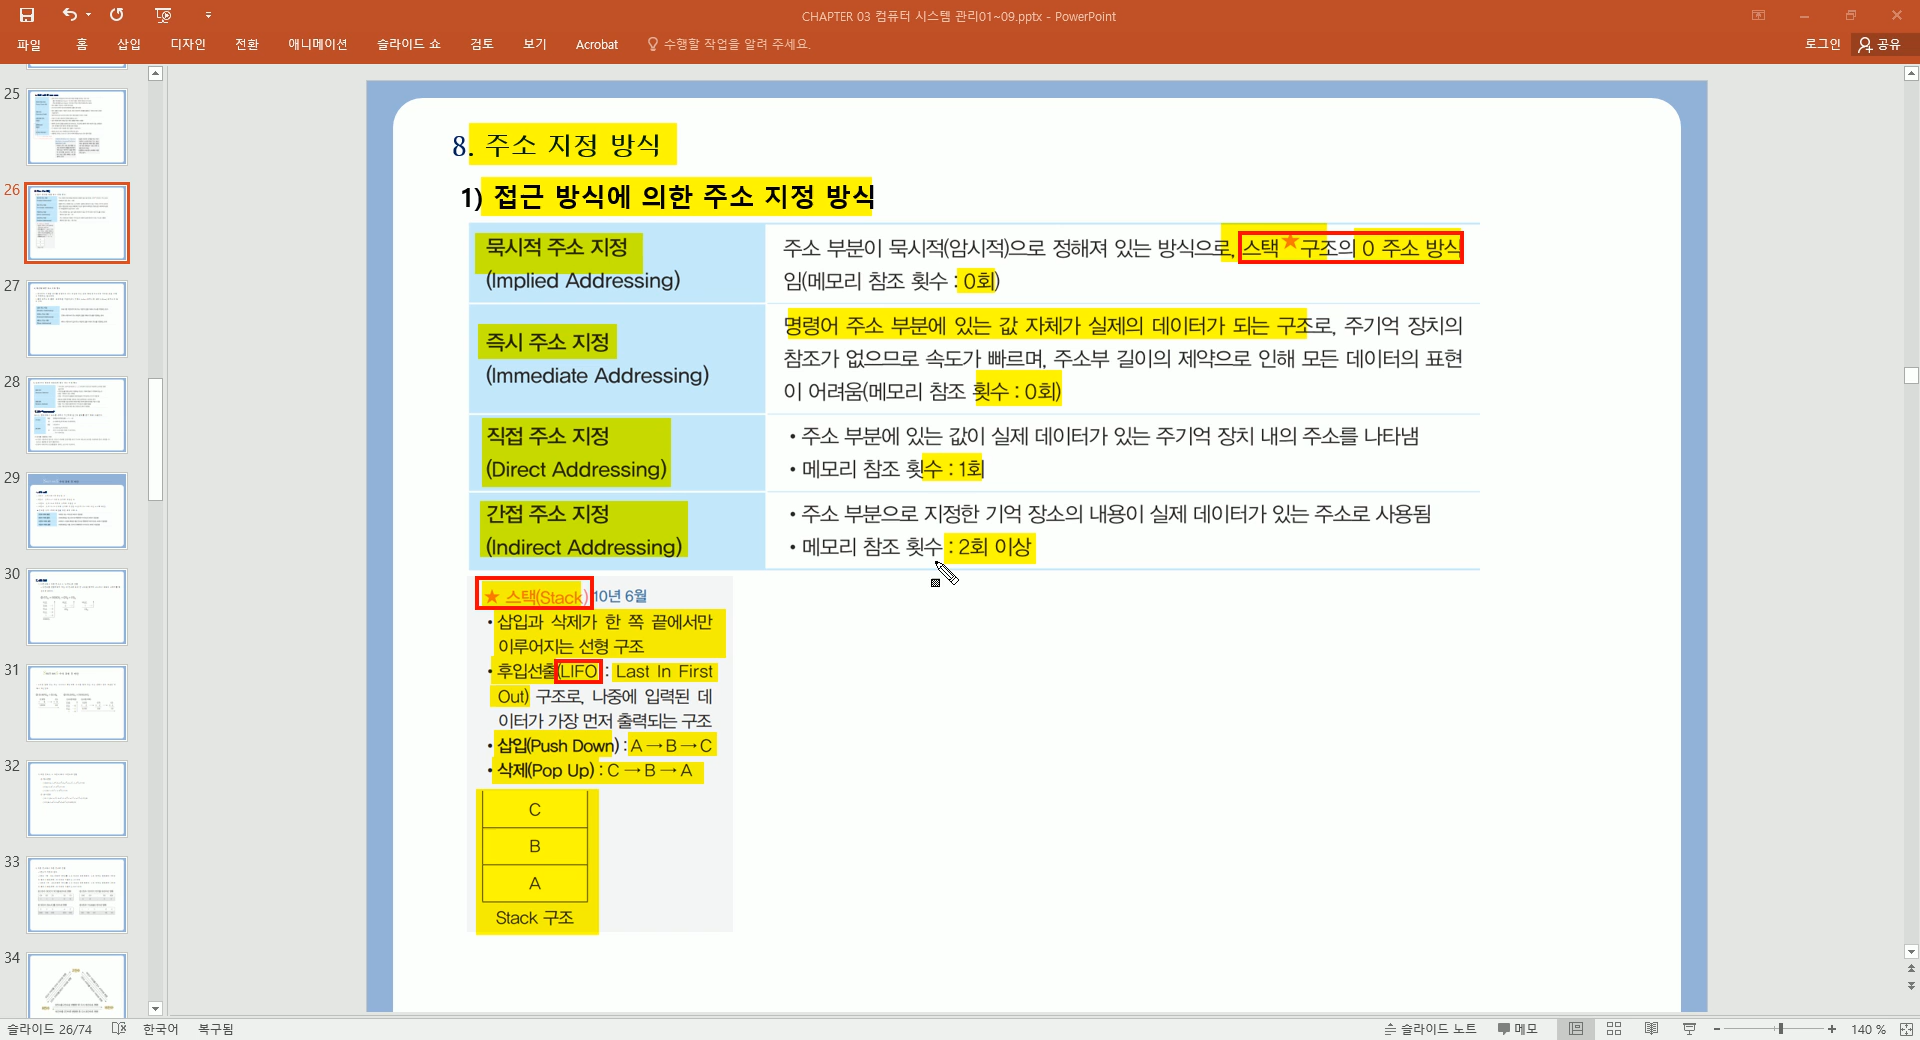 CHAPTER 03 컴퓨터 시스템 관리01~09.pptx - PowerPoint
파일 홈 삽입 디자인 전환 애니메이션 슬라이드 쇼 검토 보기 Acrobat 수행할 작업을 알려 주세요. 로그인 공유
25
26
27
28
29
30
31
32
33
34
8. 주소 지정 방식
1) 접근 방식에 의한 주소 지정 방식
묵시적 주소 지정
(Implied Addressing)
주소 부분이 묵시적(암시적)으로 정해져 있는 방식으로, 스택★ 구조의 0 주소 방식
임(메모리 참조 횟수 : 0회)
즉시 주소 지정
(Immediate Addressing)
명령어 주소 부분에 있는 값 자체가 실제의 데이터가 되는 구조로, 주기억 장치의
참조가 없으므로 속도가 빠르며, 주소부 길이의 제약으로 인해 모든 데이터의 표현
이 어려움(메모리 참조 횟수 : 0회)
직접 주소 지정
(Direct Addressing)
• 주소 부분에 있는 값이 실제 데이터가 있는 주기억 장치 내의 주소를 나타냄
• 메모리 참조 횟수 : 1회
간접 주소 지정
(Indirect Addressing)
• 주소 부분으로 지정한 기억 장소의 내용이 실제 데이터가 있는 주소로 사용됨
• 메모리 참조 횟수 : 2회 이상
★ 스택(Stack) 10년 6월
• 삽입과 삭제가 한 쪽 끝에서만
이루어지는 선형 구조
• 후입선출(LIFO : Last In First
Out) 구조로, 나중에 입력된 데
이터가 가장 먼저 출력되는 구조
• 삽입(Push Down) : A → B → C
• 삭제(Pop Up) : C → B → A
C
B
A
Stack 구조
슬라이드 26/74 한국어 복구됨 슬라이드 노트 메모 140 %